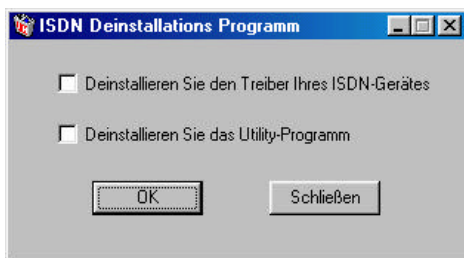 ISDN Deinstallations Programm
Deinstallieren Sie den Treiber Ihres ISDN-Gerätes
Deinstallieren Sie das Utility-Programm
OK Schließen